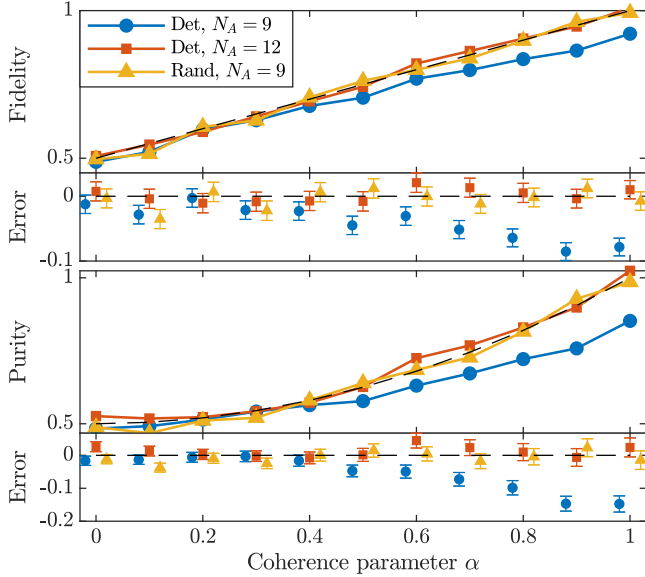 1
Det, N_A = 9
Det, N_A = 12
Rand, N_A = 9
Fidelity
0.5
0
Error
-0.1
1
Purity
0.5
0
Error
-0.1
-0.2
0
0.2
0.4
0.6
0.8
1
Coherence parameter α